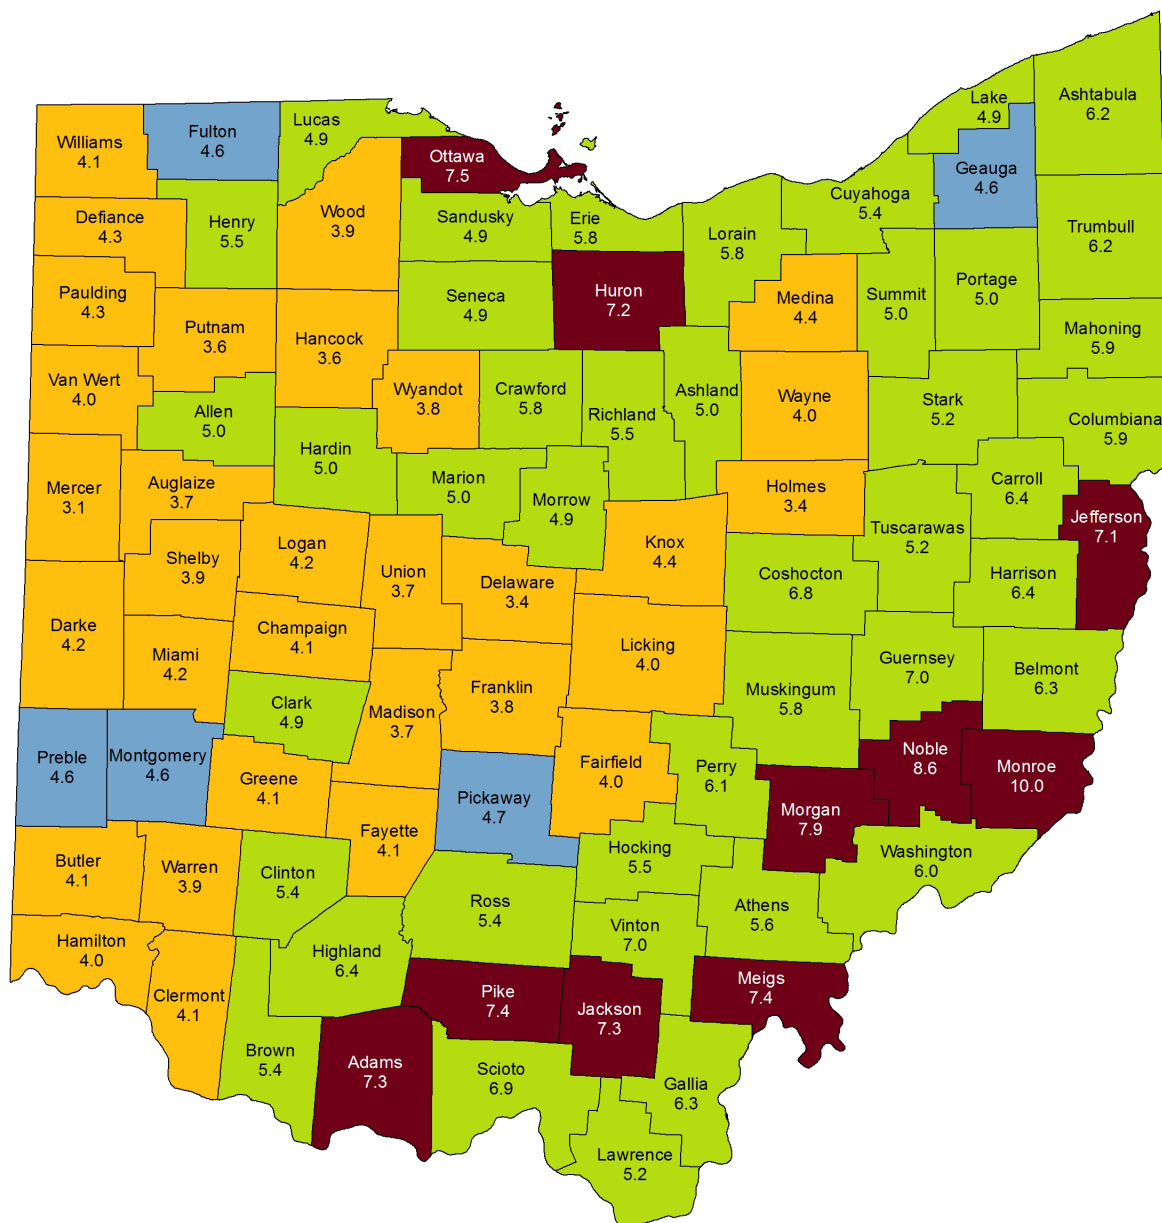 Ashtabula
6.2
Lake
4.9
Lucas
4.9
Fulton
4.6
Williams
4.1
Ottawa
7.5
Geauga
4.6
Cuyahoga
5.4
Wood
3.9
Defiance
4.3
Henry
5.5
Sandusky
4.9
Erie
5.8
Lorain
5.8
Trumbull
6.2
Paulding
4.3
Putnam
3.6
Hancock
3.6
Seneca
4.9
Huron
7.2
Medina
4.4
Summit
5.0
Portage
5.0
Mahoning
5.9
Van Wert
4.0
Allen
5.0
Wyandot
3.8
Crawford
5.8
Richland
5.5
Ashland
5.0
Wayne
4.0
Stark
5.2
Columbiana
5.9
Hardin
5.0
Mercer
3.1
Auglaize
3.7
Marion
5.0
Morrow
4.9
Holmes
3.4
Carroll
6.4
Jefferson
7.1
Tuscarawas
5.2
Shelby
3.9
Logan
4.2
Union
3.7
Delaware
3.4
Knox
4.4
Coshocton
6.8
Harrison
6.4
Darke
4.2
Miami
4.2
Champaign
4.1
Licking
4.0
Guernsey
7.0
Belmont
6.3
Clark
4.9
Madison
3.7
Franklin
3.8
Muskingum
5.8
Preble
4.6
Montgomery
4.6
Greene
4.1
Fairfield
4.0
Perry
6.1
Noble
8.6
Monroe
10.0
Pickaway
4.7
Morgan
7.9
Fayette
4.1
Butler
4.1
Warren
3.9
Clinton
5.4
Hocking
5.5
Washington
6.0
Ross
5.4
Athens
5.6
Vinton
7.0
Hamilton
4.0
Highland
6.4
Clermont
4.1
Pike
7.4
Jackson
7.3
Meigs
7.4
Brown
5.4
Adams
7.3
Scioto
6.9
Gallia
6.3
Lawrence
5.2